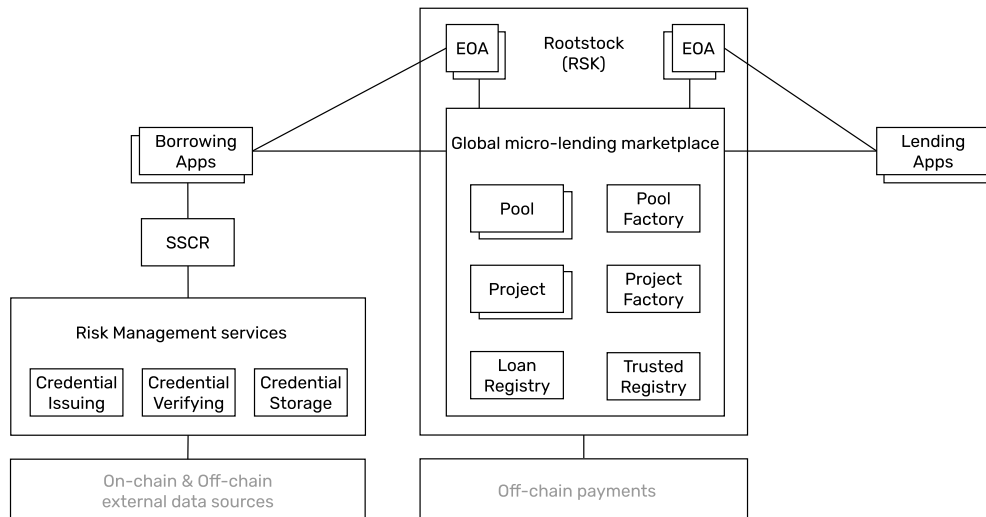 EOA
Rootstock
(RSK)
EOA
Borrowing
Apps
Global micro-lending marketplace
Lending
Apps
Pool
Pool
Factory
SSCR
Project
Project
Factory
Risk Management services
Loan
Registry
Trusted
Registry
Credential
Issuing
Credential
Verifying
Credential
Storage
On-chain & Off-chain
external data sources
Off-chain payments